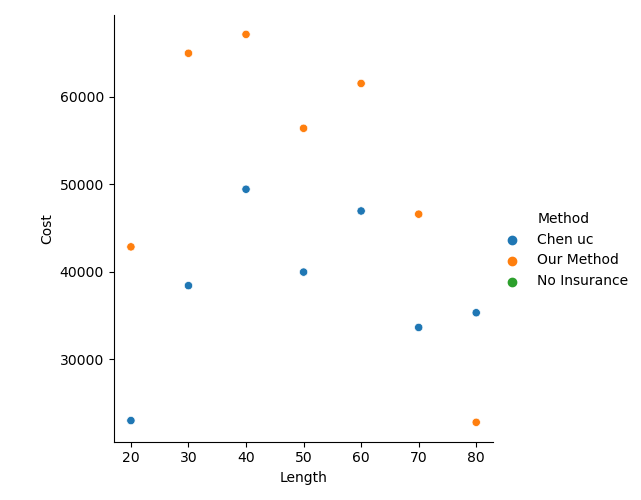 60000
50000
40000
30000
Cost
20 30 40 50 60 70 80
Length
Method
Chen uc
Our Method
No Insurance